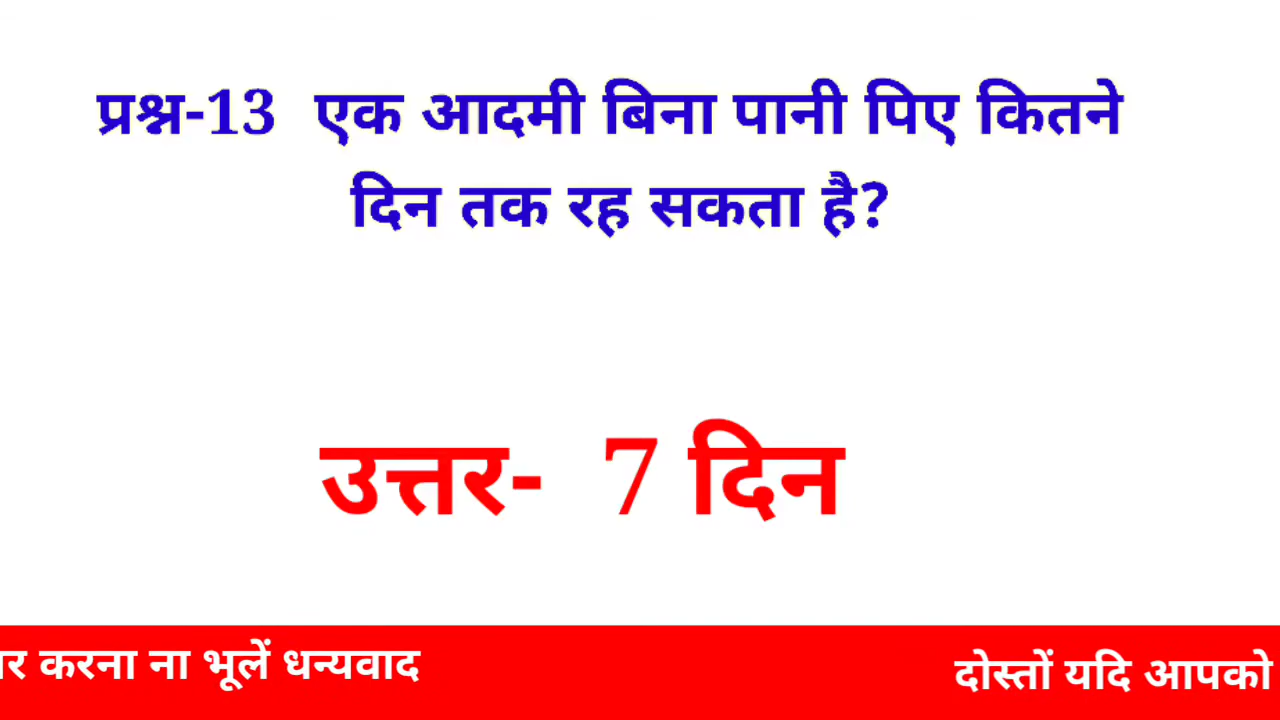 प्रश्न-13 एक आदमी बिना पानी पिए कितने
दिन तक रह सकता है?
उत्तर- 7 दिन
करना ना भूलें धन्यवाद
दोस्तों यदि आपको